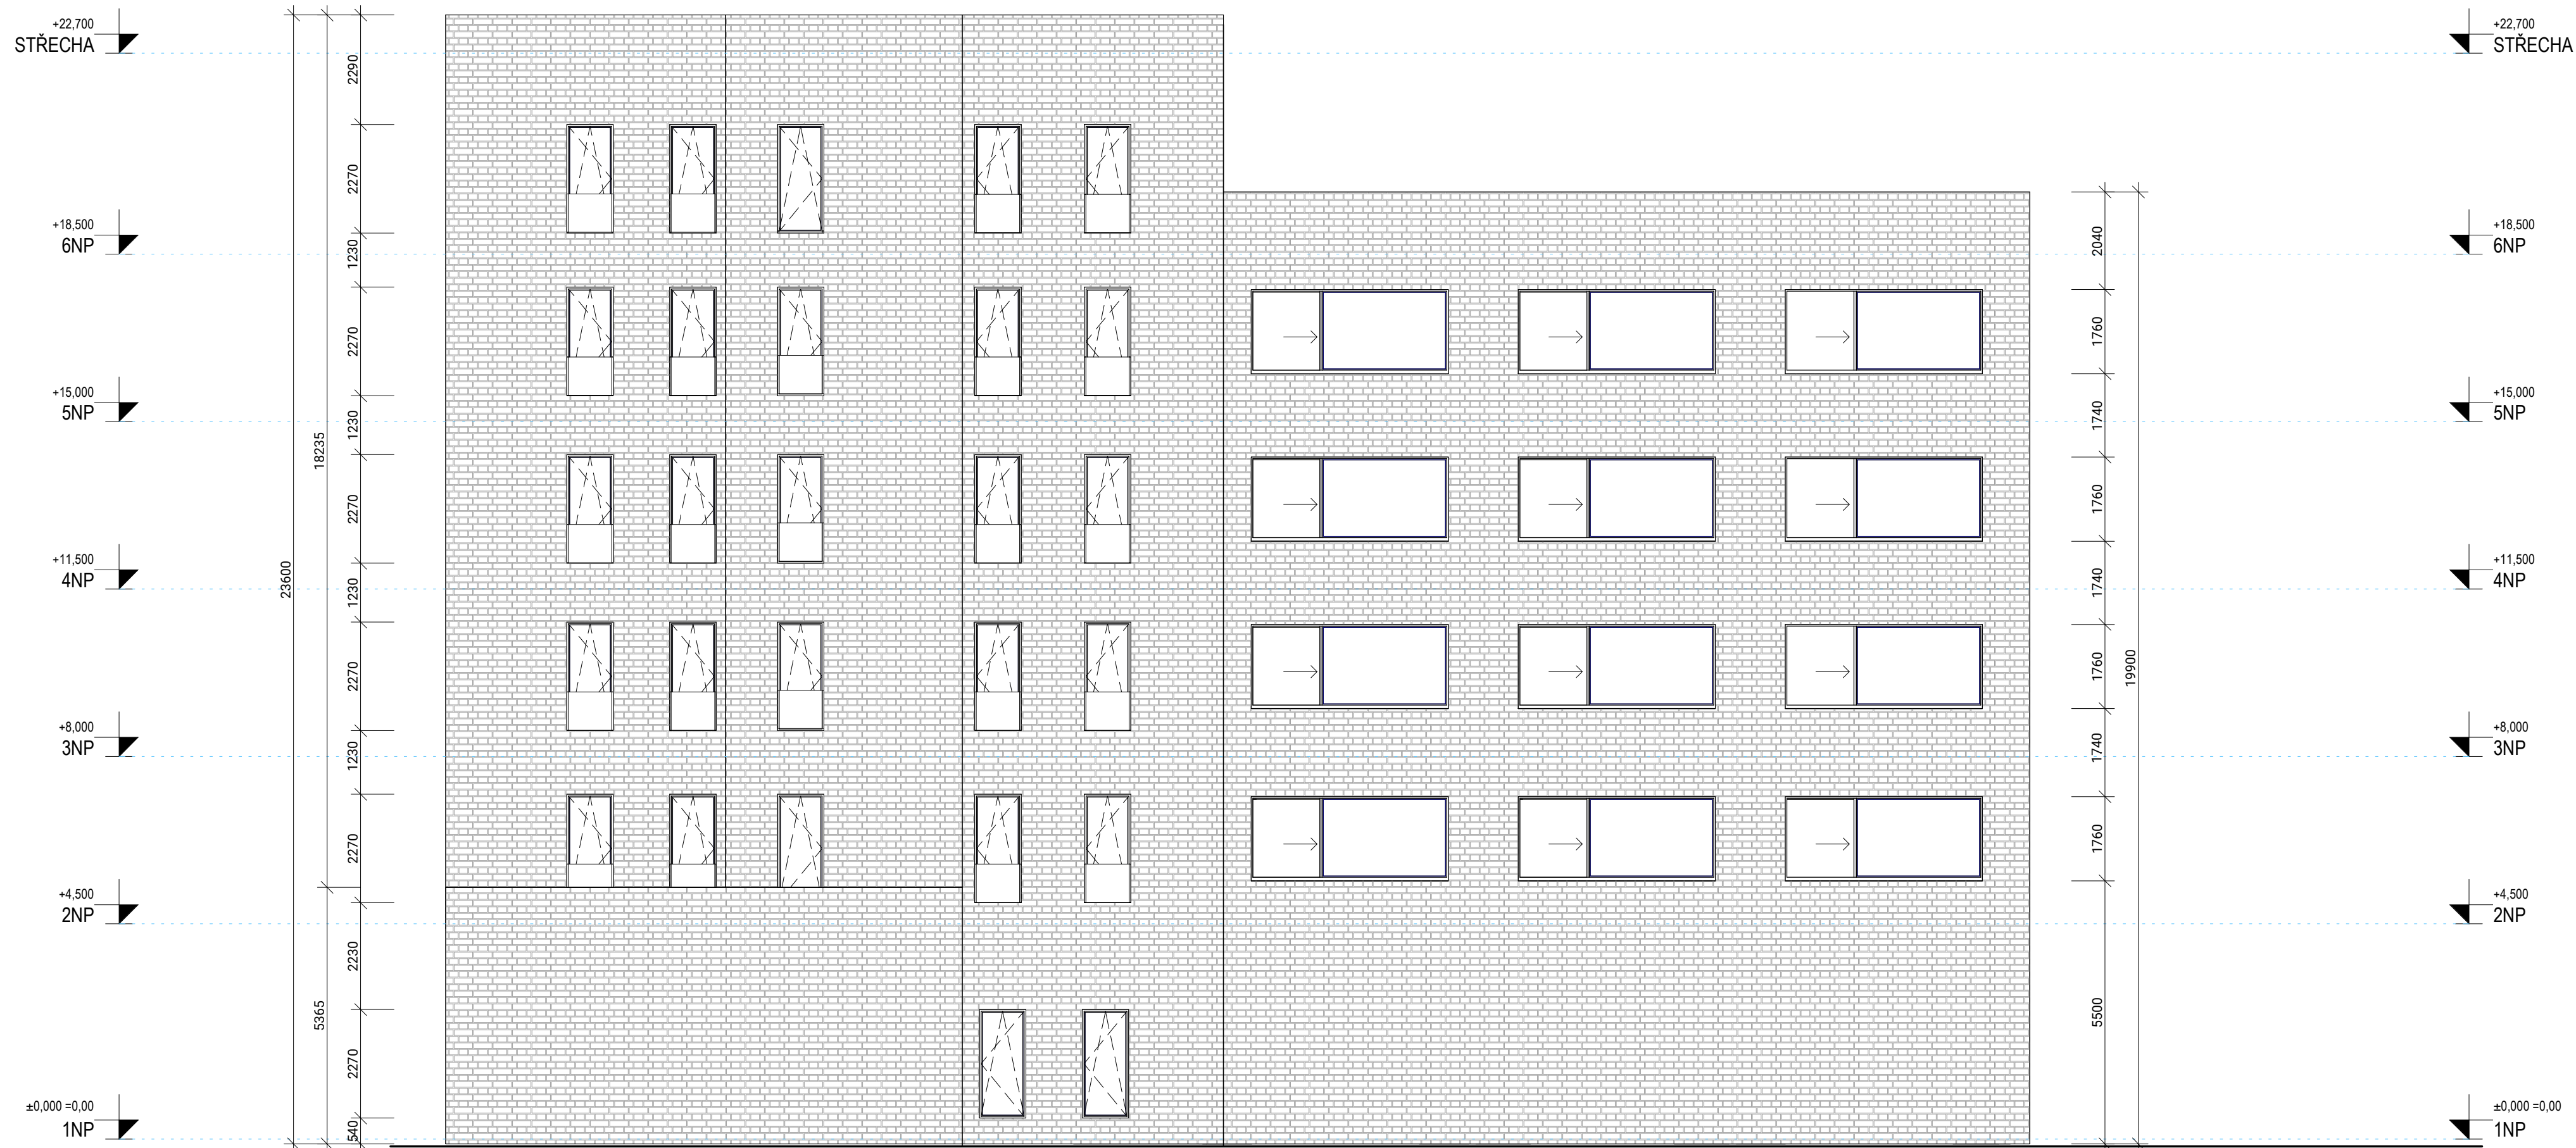 +22,700
STŘECHA
+18,500
6NP
+15,000
5NP
+11,500
4NP
+8,000
3NP
+4,500
2NP
±0,000 =0,00
1NP
23600
18235
5365
2290
2270
1230
2270
1230
2270
1230
2270
1230
2270
2230
2270
540
2040
1760
1740
1760
1740
1760
1740
1760
5500
19900
+22,700
STŘECHA
+18,500
6NP
+15,000
5NP
+11,500
4NP
+8,000
3NP
+4,500
2NP
±0,000 =0,00
1NP